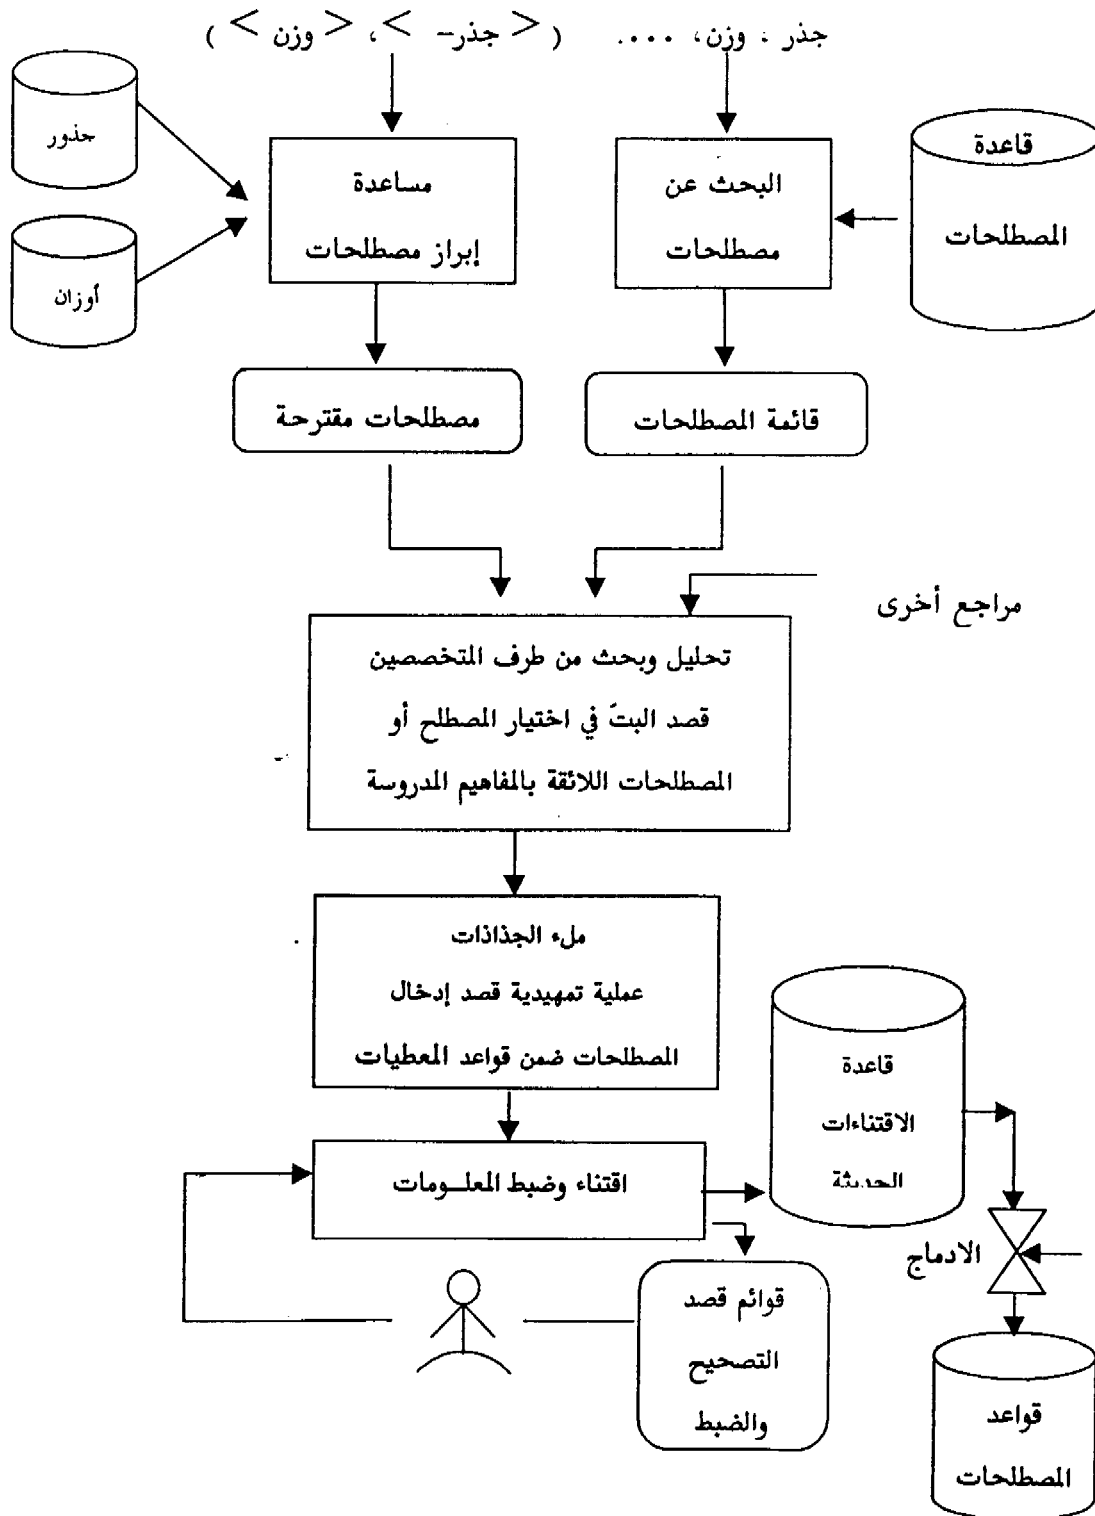 جذر ، وزن، ....
( < جذر- > ، < وزن > )
جذور
أوزان
مساعدة
إبراز مصطلحات
البحث عن
مصطلحات
قاعدة
المصطلحات
قائمة المصطلحات
مصطلحات مقترحة
مراجع أخرى
تحليل وبحث من طرف المتخصصين
قصد البتّ في اختيار المصطلح أو
المصطلحات اللائقة بالمفاهيم المدروسة
ملء الجذاذات
عملية تمهيدية قصد إدخال
المصطلحات ضمن قواعد المعطيات
قاعدة
الاقتناءات
الحديثة
اقتناء وضبط المعلـومات
الادماج
قوائم قصد
التصحيح
والضبط
قواعد
المصطلحات